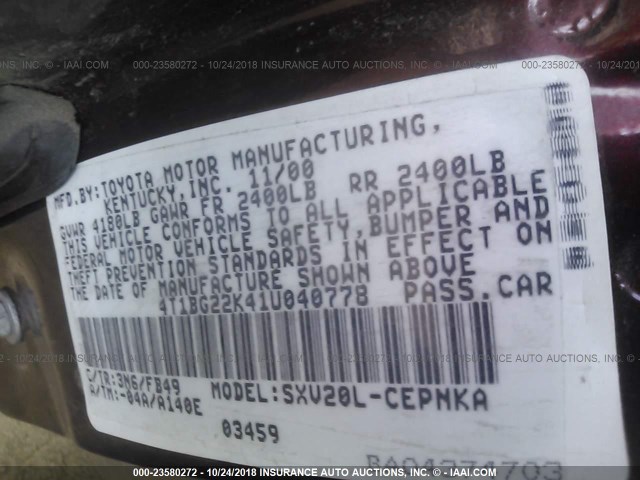 000-23580272 - 10/24/2018 INSURANCE AUTO AUCTIONS, INC. - IAAI.COM
MFD.BY:TOYOTA MOTOR MANUFACTURING,
KENTUCKY,INC. 11/00
GVWR 4180LB GAWR FR 2400LB RR 2400LB
THIS VEHICLE CONFORMS TO ALL APPLICABLE
FEDERAL MOTOR VEHICLE SAFETY,BUMPER AND
THEFT PREVENTION STANDARDS IN EFFECT ON
THE DATE OF MANUFACTURE SHOWN ABOVE
4T1BG22K41U040778 PASS.CAR
C/TR:3M6/FB49
A/TM:-04A/A140E
MODEL:SXV20L-CEPNKA
03459
000-23580272 - 10/24/2018 INSURANCE AUTO AUCTIONS, INC. - IAAI.COM